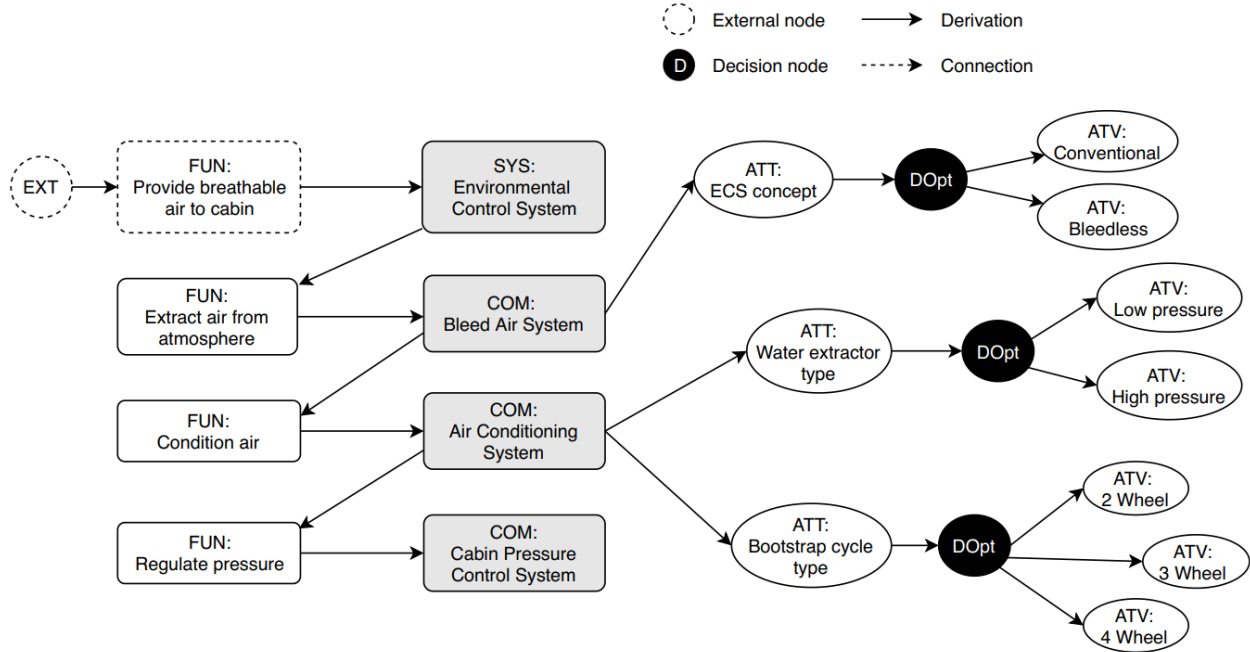 External node
Derivation
D
Decision node
Connection
EXT
FUN:
Provide breathable
air to cabin
SYS:
Environmental
Control System
ATT:
ECS concept
DOpt
ATV:
Conventional
ATV:
Bleedless
FUN:
Extract air from
atmosphere
COM:
Bleed Air System
ATT:
Water extractor
type
DOpt
ATV:
Low pressure
ATV:
High pressure
FUN:
Condition air
COM:
Air Conditioning
System
FUN:
Regulate pressure
COM:
Cabin Pressure
Control System
ATT:
Bootstrap cycle
type
DOpt
ATV:
2 Wheel
ATV:
3 Wheel
ATV:
4 Wheel